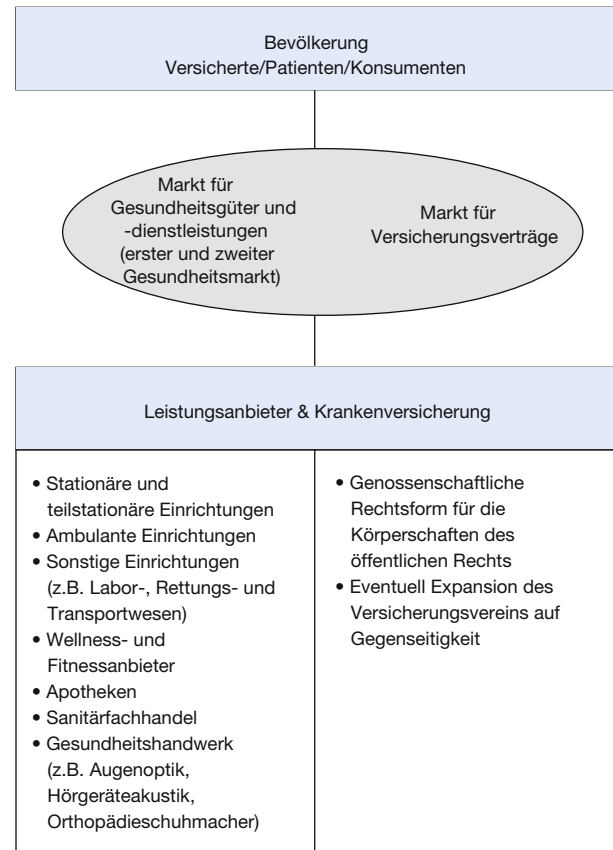 Bevölkerung
Versicherte/Patienten/Konsumenten
Markt für
Gesundheitsgüter und
-dienstleistungen
(erster und zweiter
Gesundheitsmarkt)
Markt für
Versicherungsverträge
Leistungsanbieter & Krankenversicherung
• Stationäre und
teilstationäre Einrichtungen
• Ambulante Einrichtungen
• Sonstige Einrichtungen
(z.B. Labor-, Rettungs- und
Transportwesen)
• Wellness- und
Fitnessanbieter
• Apotheken
• Sanitärfachhandel
• Gesundheitshandwerk
(z.B. Augenoptik,
Hörgeräteakustik,
Orthopädieschuhmacher)
• Genossenschaftliche
Rechtsform für die
Körperschaften des
öffentlichen Rechts
• Eventuell Expansion des
Versicherungsvereins auf
Gegenseitigkeit